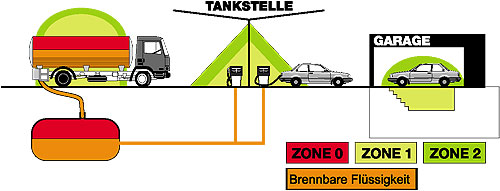 TANKSTELLE
GARAGE
ZONE 0
ZONE 1
ZONE 2
Brennbare Flüssigkeit